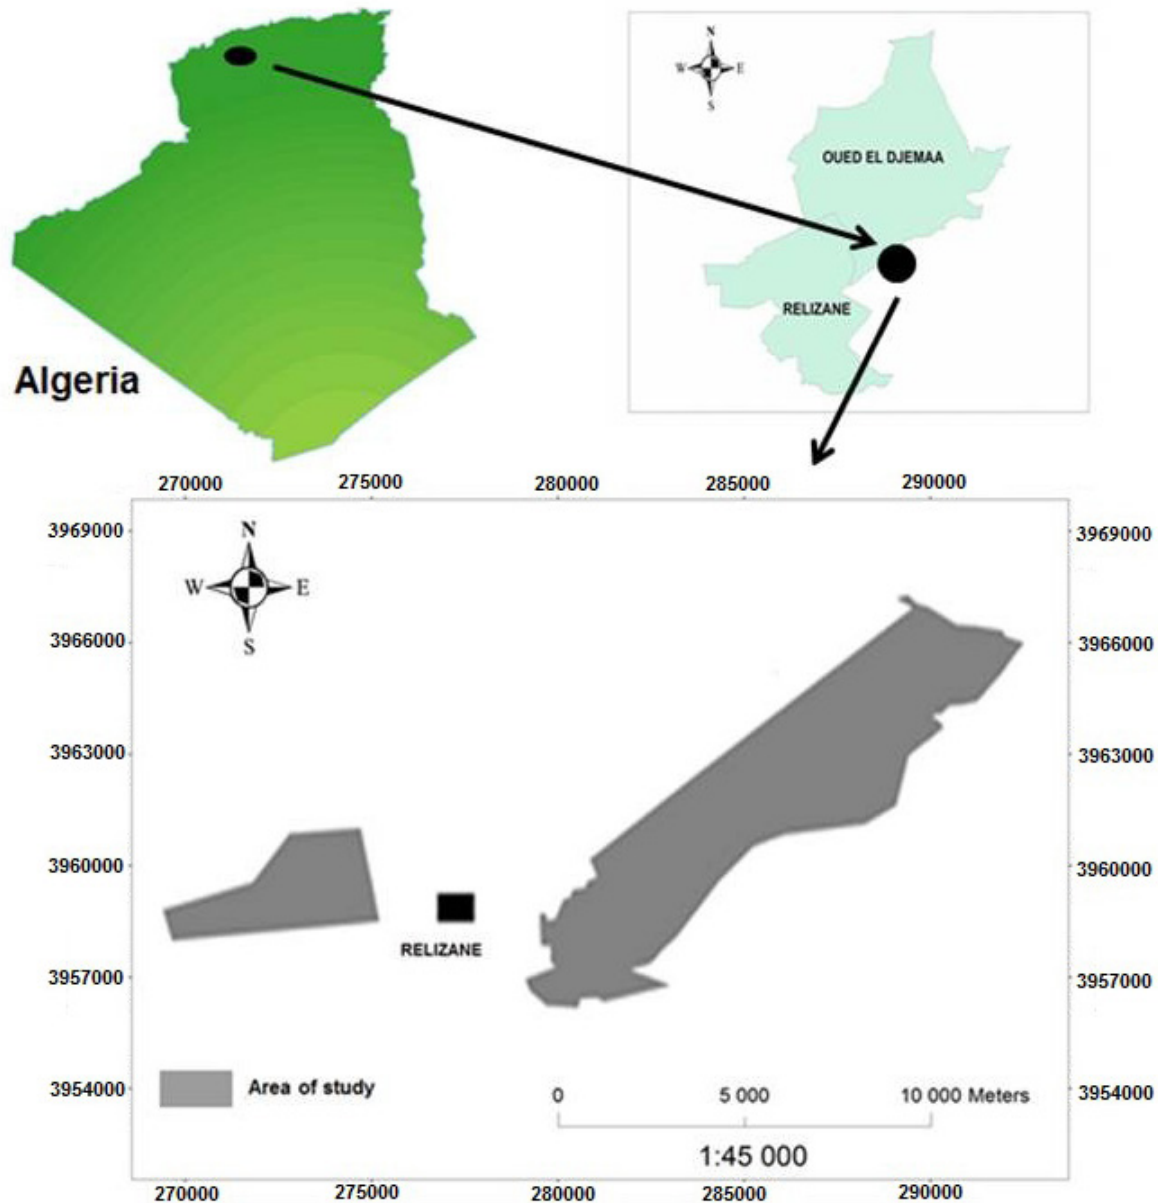 N
W E
S
OUED EL DJEMAA
RELIZANE
Algeria
270000 275000 280000 285000 290000
3969000 3969000
N
W E
S
3966000 3966000
3963000 3963000
3960000 3960000
RELIZANE
3957000 3957000
3954000 3954000
Area of study
0 5 000 10 000 Meters
1:45 000
270000 275000 280000 285000 290000